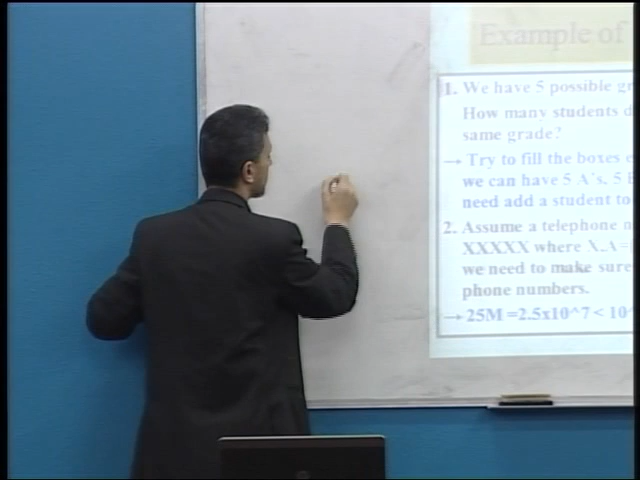 Example of
1. We have 5 possible gr
How many students d
same grade?
→ Try to fill the boxes e
we can have 5 A's, 5 B
need add a student to
2. Assume a telephone n
XXXXX where X,A =
we need to make sure
phone numbers.
→ 25M =2.5x10^7 < 10^